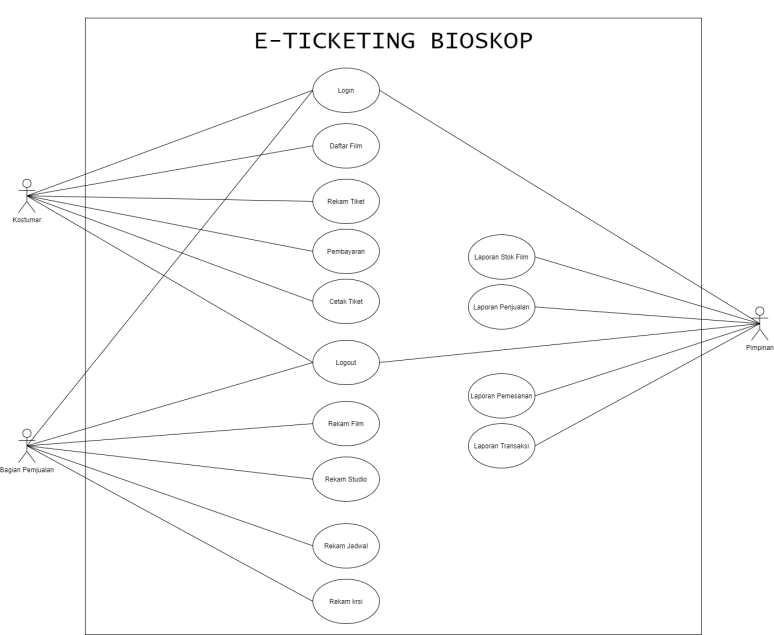 E-TICKETING BIOSKOP
Login
Daftar Film
Rekam Tiket
Kostumer
Pembayaran
Laporan Stok Film
Cetak Tiket
Laporan Penjualan
Pimpinan
Logout
Laporan Pemesanan
Rekam Film
Laporan Transaksi
Bagian Pemjualan
Rekam Studio
Rekam Jadwal
Rekam krsi